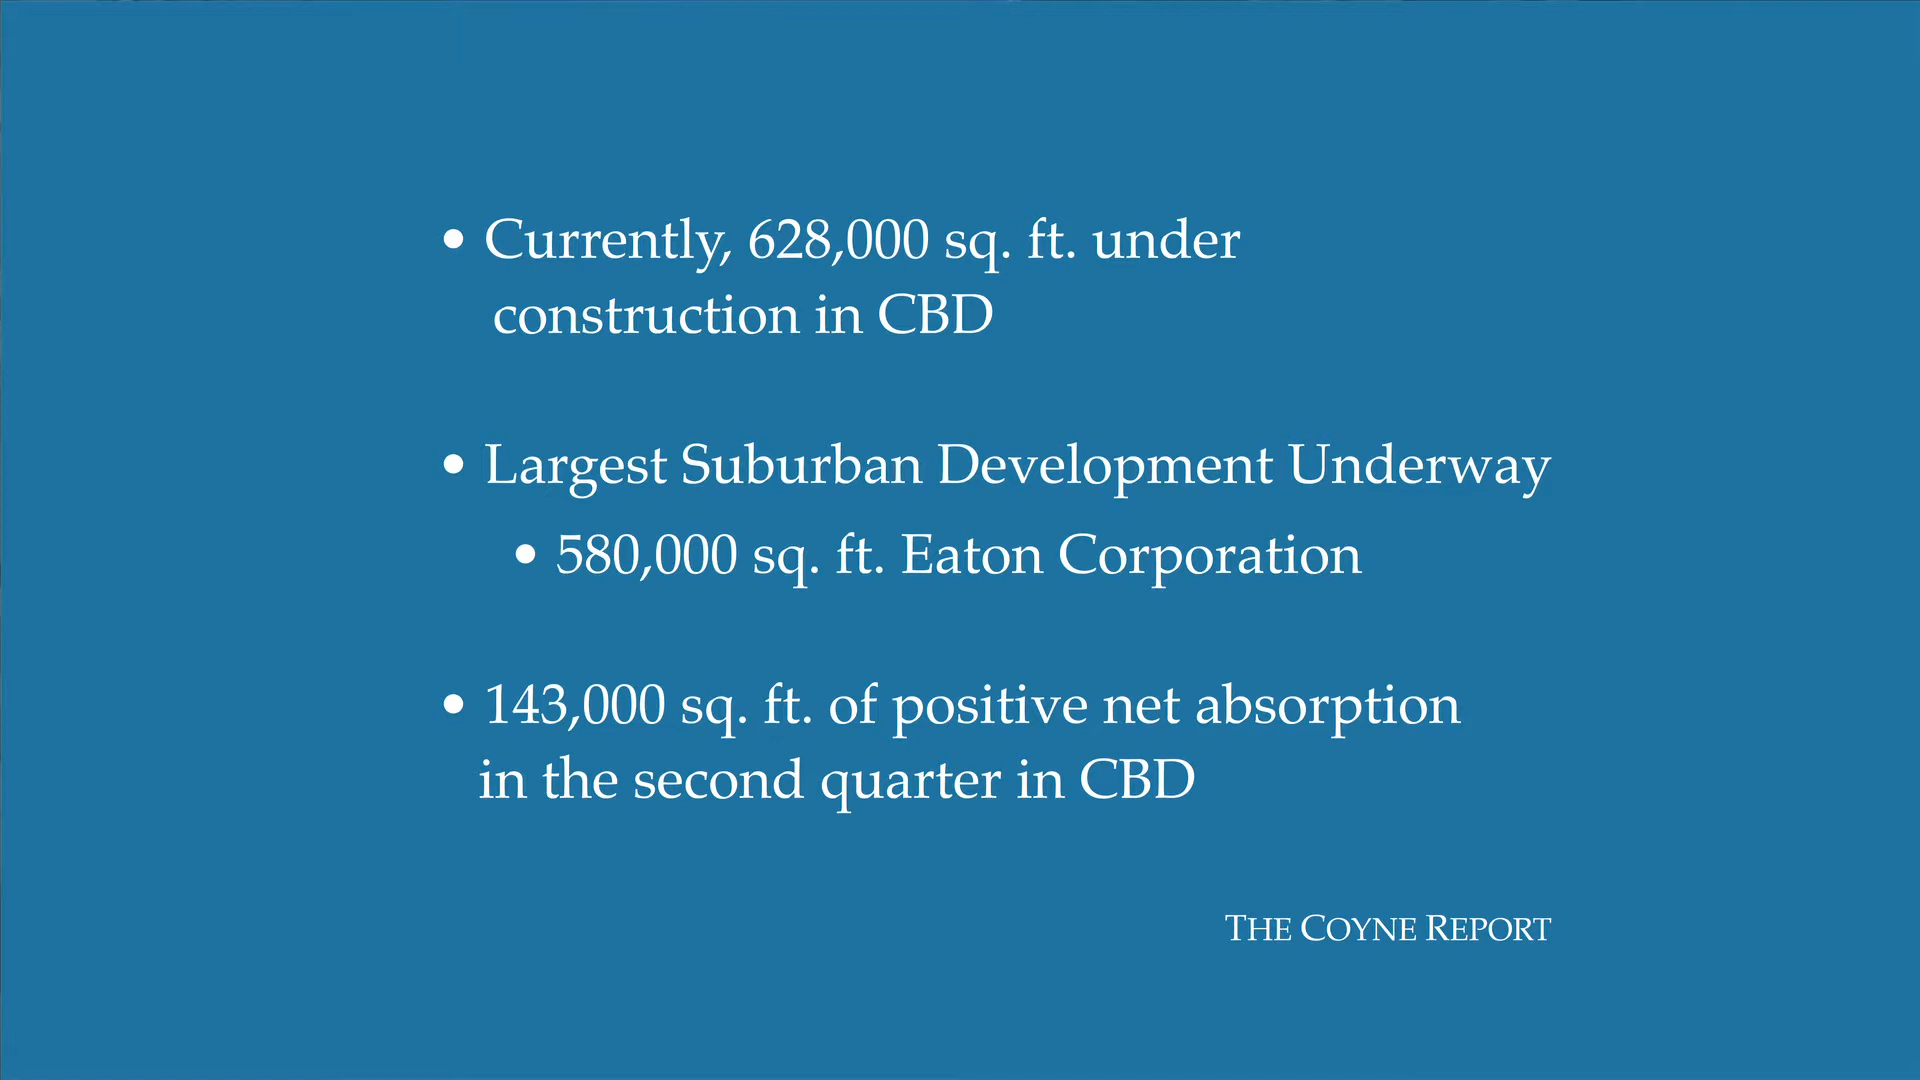 • Currently, 628,000 sq. ft. under
construction in CBD
• Largest Suburban Development Underway
• 580,000 sq. ft. Eaton Corporation
• 143,000 sq. ft. of positive net absorption
in the second quarter in CBD
THE COYNE REPORT